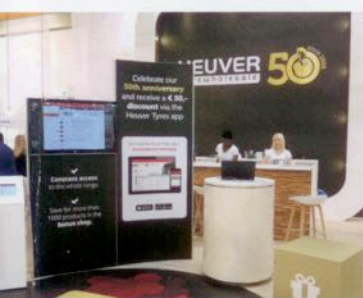 HEUVER
wholesale
50
Celebrate our
50th anniversary
and receive a € 50,-
discount via the
Heuver Tyres app
Constant access
to the whole range.
Save for more than
1000 products in the
bonus shop.